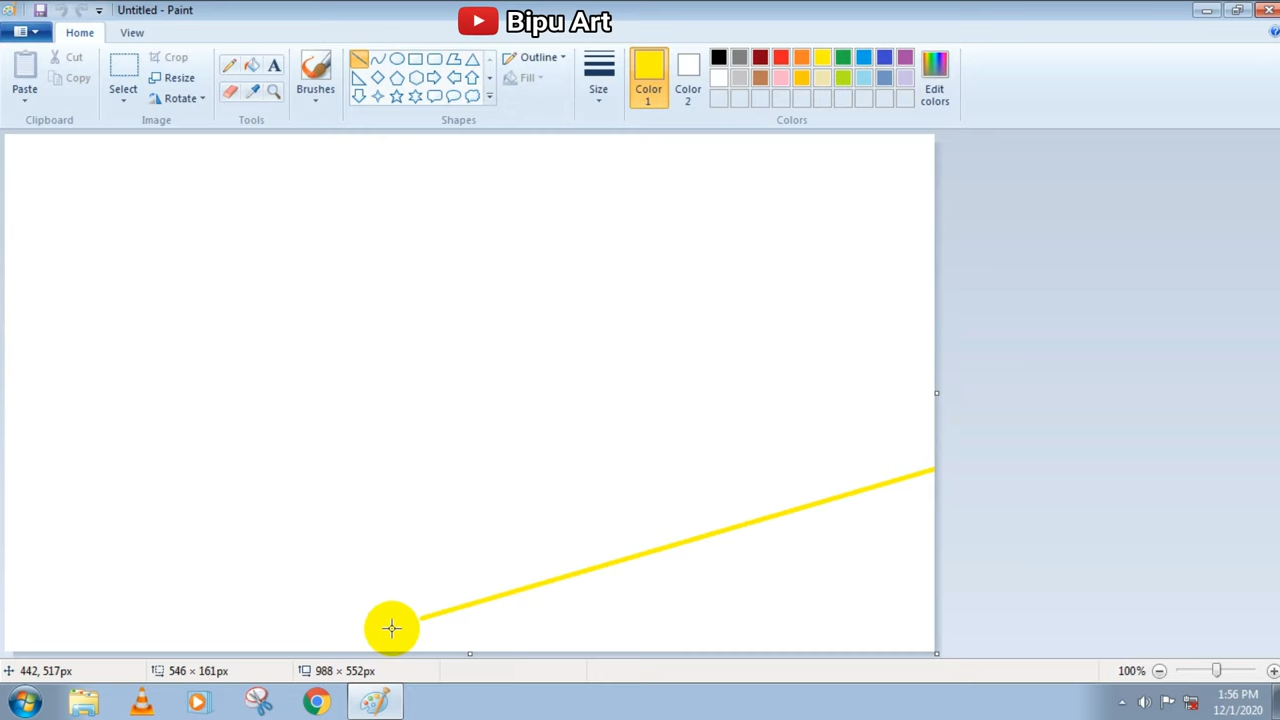 Untitled - Paint
Bipu Art
Home View
Cut
Copy
Paste
Clipboard
Crop
Resize
Rotate
Select
Image
A
Tools
Brushes
Outline
Fill
Shapes
Size
Color 1
Color 2
Edit colors
Colors
442, 517px
546 × 161px
988 × 552px
100%
1:56 PM
12/1/2020